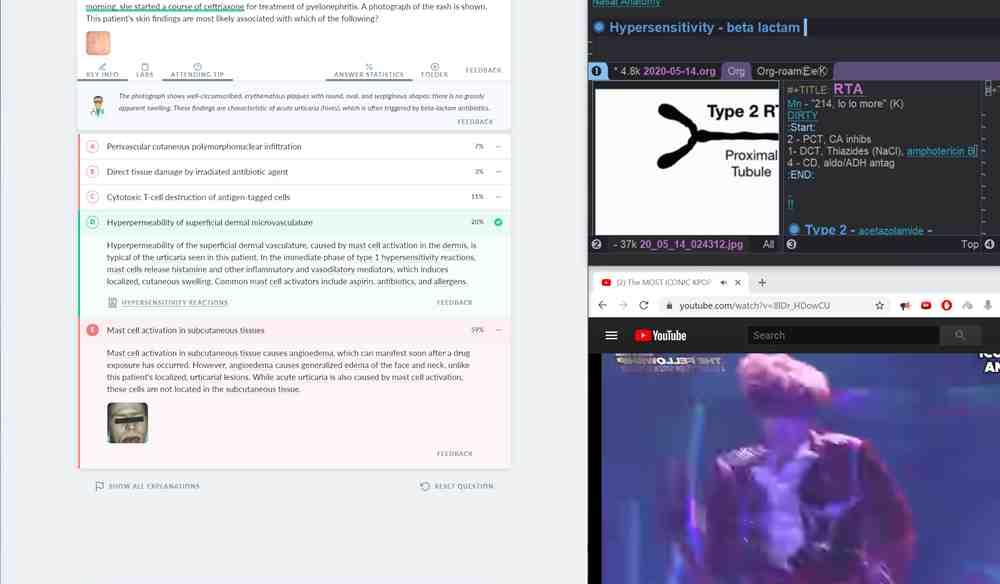 morning, she started a course of ceftriaxone for treatment of pyelonephritis. A photograph of the rash is shown.
This patient's skin findings are most likely associated with which of the following?
KEY INFO
LABS
ATTENDING TIP
ANSWER STATISTICS
FOLDER
FEEDBACK
The photograph shows well-circumscribed, erythematous plaques with round, oval, and serpiginous shapes; there is no grossly
apparent swelling. These findings are characteristic of acute urticaria (hives), which is often triggered by beta-lactam antibiotics.
FEEDBACK
A Perivascular cutaneous polymorphonuclear infiltration 7%
B Direct tissue damage by irradiated antibiotic agent 3%
C Cytotoxic T-cell destruction of antigen-tagged cells 11%
D Hyperpermeability of superficial dermal microvasculature 20%
Hyperpermeability of the superficial dermal vasculature, caused by mast cell activation in the dermis, is
typical of the urticaria seen in this patient. In the immediate phase of type 1 hypersensitivity reactions,
mast cells release histamine and other inflammatory and vasodilatory mediators, which induces
localized, cutaneous swelling. Common mast cell activators include aspirin, antibiotics, and allergens.
HYPERSENSITIVITY REACTIONS
FEEDBACK
E Mast cell activation in subcutaneous tissues 59%
Mast cell activation in subcutaneous tissue causes angioedema, which can manifest soon after a drug
exposure has occurred. However, angioedema causes generalized edema of the face and neck, unlike
this patient's localized, urticarial lesions. While acute urticaria is also caused by mast cell activation,
these cells are not located in the subcutaneous tissue.
FEEDBACK
SHOW ALL EXPLANATIONS
RESET QUESTION
Nasal Anatomy
Hypersensitivity - beta lactam
1 * 4.8k 2020-05-14.org Org Org-roam
Type 2 RT
Proximal
Tubule
#+TITLE RTA
Mn - "214, lo lo more" (K)
DIRTY
:Start:
2 - PCT, CA inhibs
1- DCT, Thiazides (NaCl), amphotericin B
4 - CD, aldo/ADH antag
:END:
!!
Type 2 - acetazolamide -
2 - 37k 20_05_14_024312.jpg All 3 Top 4
(2) The MOST ICONIC KPOP
youtube.com/watch?v=8lDr_HDowCU
YouTube
Search